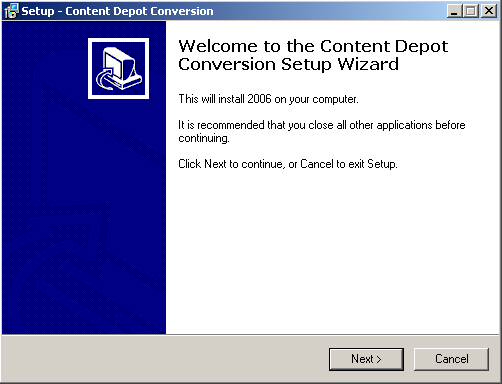 Setup - Content Depot Conversion
Welcome to the Content Depot
Conversion Setup Wizard
This will install 2006 on your computer.
It is recommended that you close all other applications before
continuing.
Click Next to continue, or Cancel to exit Setup.
Next >
Cancel